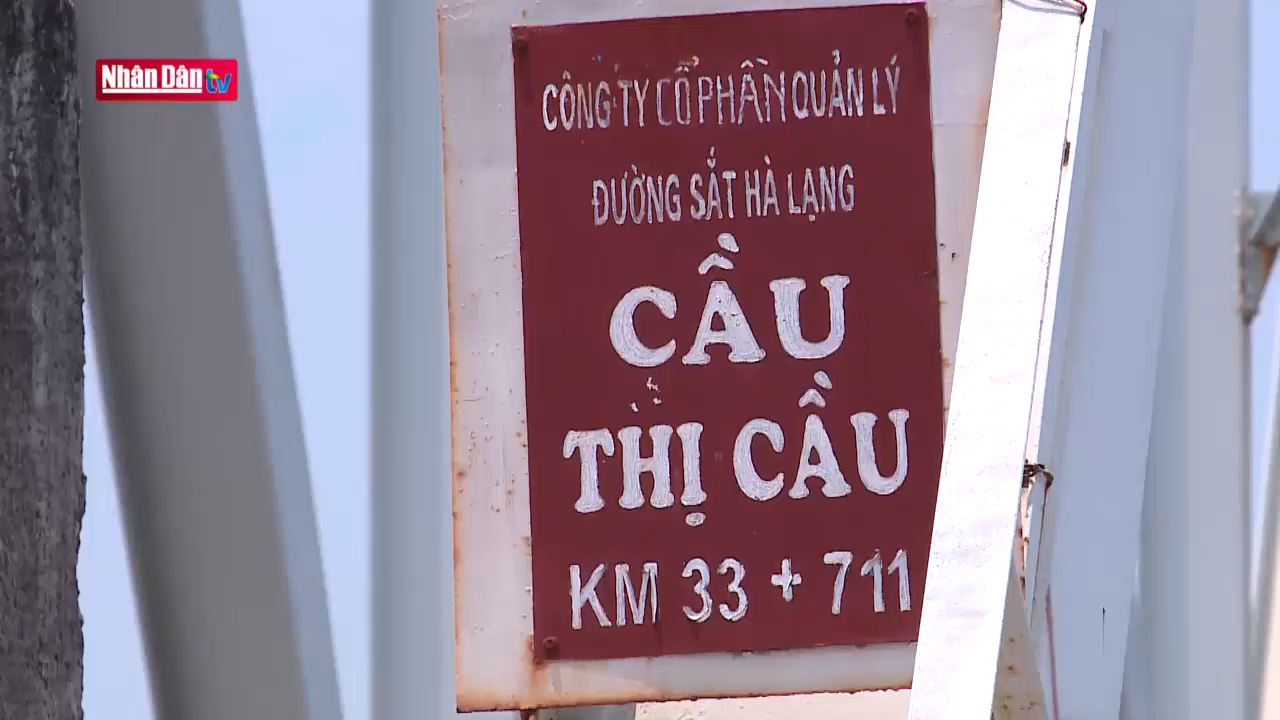 Nhân Dân tv
CÔNG TY CỔ PHẦN QUẢN LÝ
ĐƯỜNG SẮT HÀ LẠNG
CẦU
THỊ CẦU
KM 33 + 711